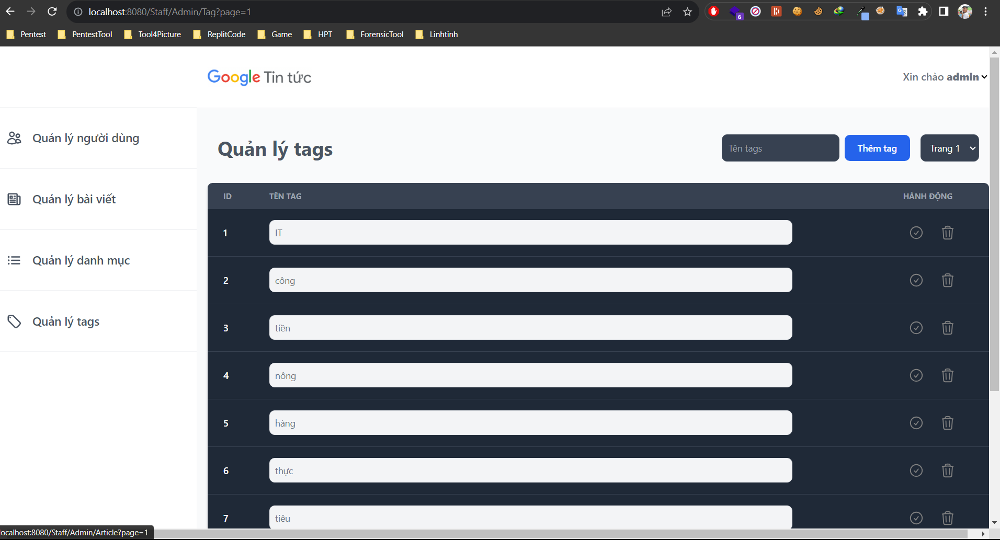 localhost:8080/Staff/Admin/Tag?page=1
6
Pentest PentestTool Tool4Picture ReplitCode Game HPT ForensicTool Linhtinh
Google Tin tức
Xin chào admin
Quản lý người dùng
Quản lý bài viết
Quản lý danh mục
Quản lý tags
Quản lý tags
Tên tags
Thêm tag
Trang 1
ID TÊN TAG HÀNH ĐỘNG
1 IT
2 công
3 tiền
4 nông
5 hàng
6 thực
7 tiêu
localhost:8080/Staff/Admin/Article?page=1